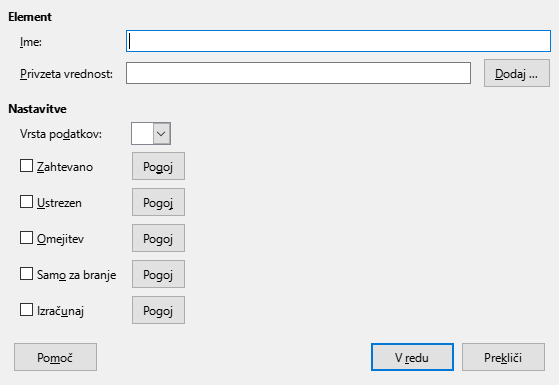 Element
Ime:
Privzeta vrednost: Dodaj ...
Nastavitve
Vrsta podatkov:
Zahtevano Pogoj
Ustrezen Pogoj
Omejitev Pogoj
Samo za branje Pogoj
Izračunaj Pogoj
Pomoč V redu Prekliči